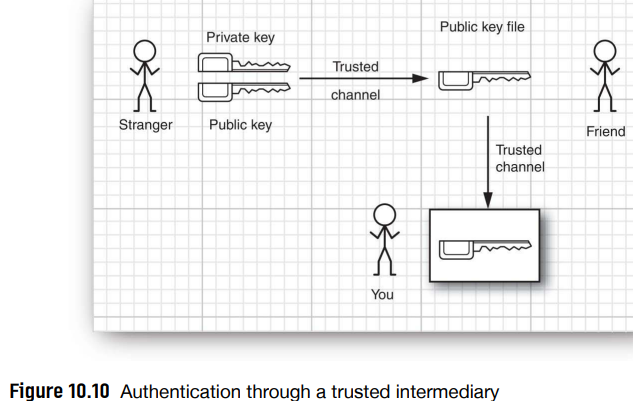 Private key
Public key file
Trusted
channel
Stranger
Public key
Friend
Trusted
channel
You
Figure 10.10 Authentication through a trusted intermediary